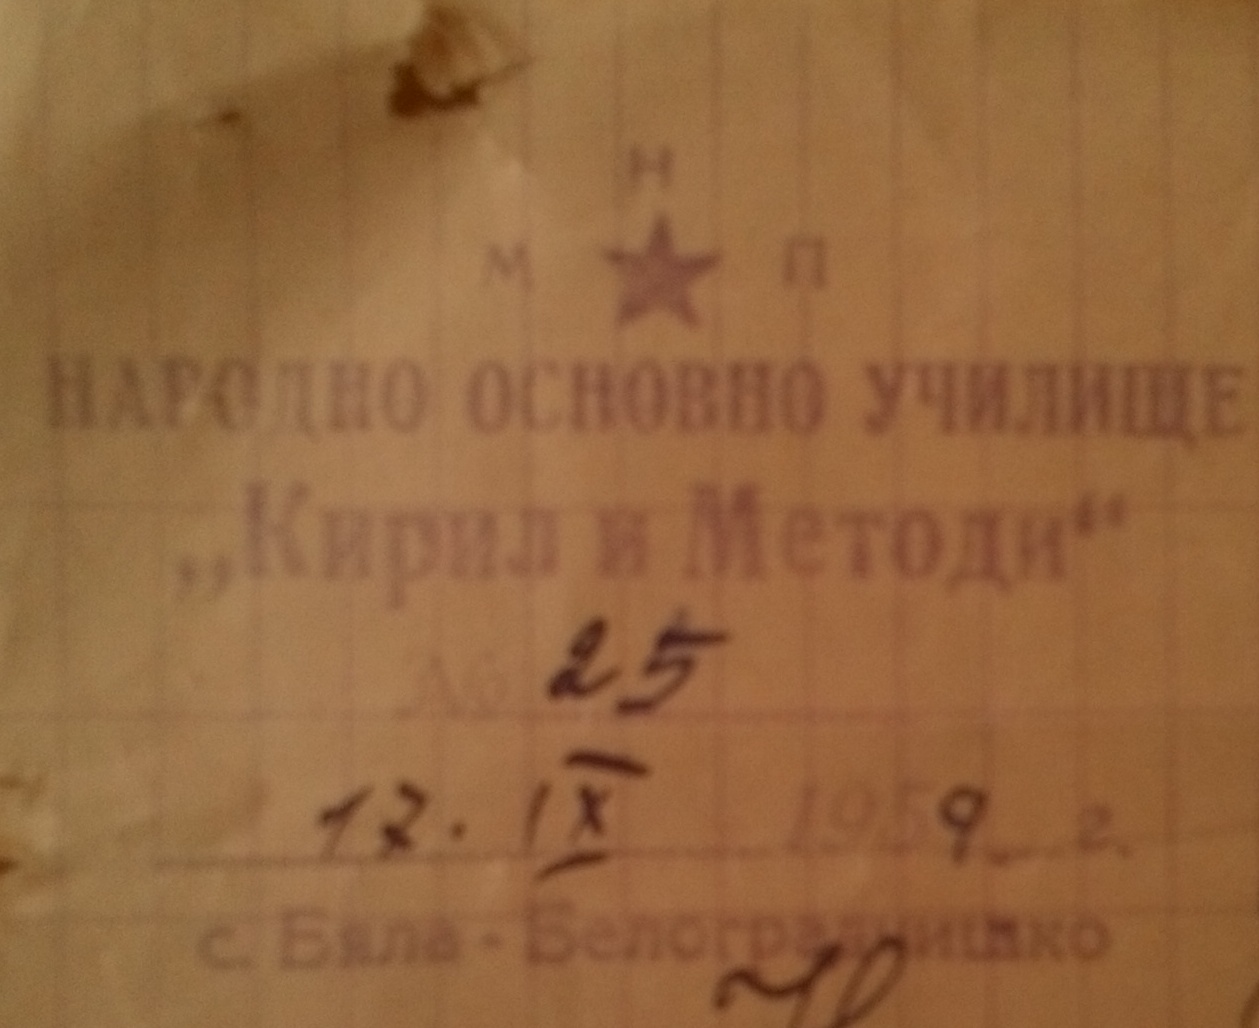 Н
М П
НАРОДНО ОСНОВНО УЧИЛИЩЕ
„Кирил и Методи“
№ 25
17. IX 1959 г.
с. Бяла - Белоградчишко